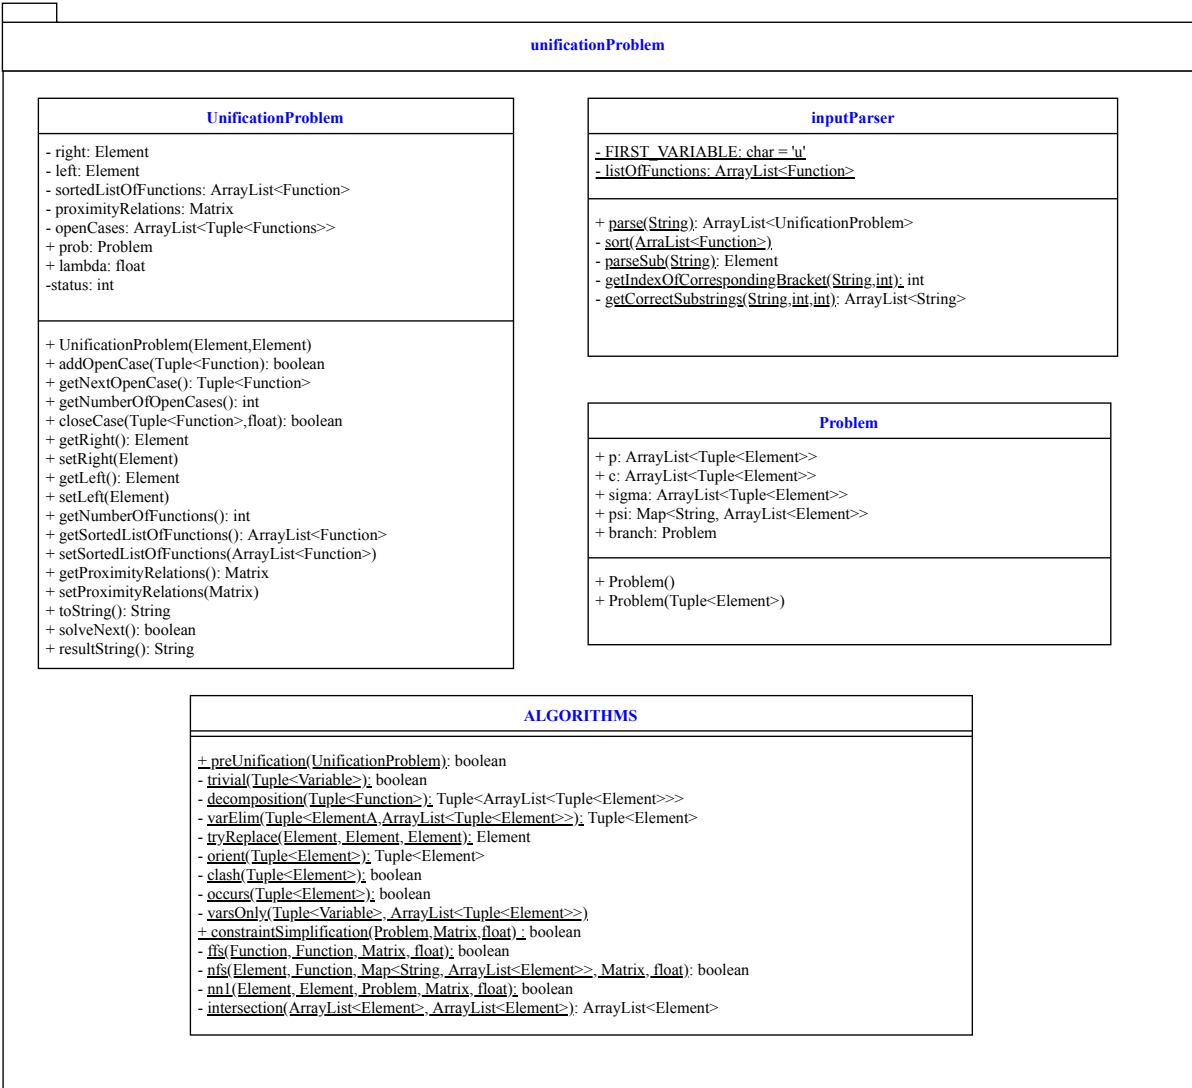 unificationProblem
UnificationProblem
- right: Element
- left: Element
- sortedListOfFunctions: ArrayList<Function>
- proximityRelations: Matrix
- openCases: ArrayList<Tuple<Functions>>
+ prob: Problem
+ lambda: float
-status: int
+ UnificationProblem(Element,Element)
+ addOpenCase(Tuple<Function): boolean
+ getNextOpenCase(): Tuple<Function>
+ getNumberOfOpenCases(): int
+ closeCase(Tuple<Function>,float): boolean
+ getRight(): Element
+ setRight(Element)
+ getLeft(): Element
+ setLeft(Element)
+ getNumberOfFunctions(): int
+ getSortedListOfFunctions(): ArrayList<Function>
+ setSortedListOfFunctions(ArrayList<Function>)
+ getProximityRelations(): Matrix
+ setProximityRelations(Matrix)
+ toString(): String
+ solveNext(): boolean
+ resultString(): String
inputParser
- FIRST_VARIABLE: char = 'u'
- listOfFunctions: ArrayList<Function>
+ parse(String): ArrayList<UnificationProblem>
- sort(ArraList<Function>)
- parseSub(String): Element
- getIndexOfCorrespondingBracket(String,int): int
- getCorrectSubstrings(String,int,int): ArrayList<String>
Problem
+ p: ArrayList<Tuple<Element>>
+ c: ArrayList<Tuple<Element>>
+ sigma: ArrayList<Tuple<Element>>
+ psi: Map<String, ArrayList<Element>>
+ branch: Problem
+ Problem()
+ Problem(Tuple<Element>)
ALGORITHMS
+ preUnification(UnificationProblem): boolean
- trivial(Tuple<Variable>): boolean
- decomposition(Tuple<Function>): Tuple<ArrayList<Tuple<Element>>>
- varElim(Tuple<ElementA,ArrayList<Tuple<Element>>): Tuple<Element>
- tryReplace(Element, Element, Element): Element
- orient(Tuple<Element>): Tuple<Element>
- clash(Tuple<Element>): boolean
- occurs(Tuple<Element>): boolean
- varsOnly(Tuple<Variable>, ArrayList<Tuple<Element>>)
+ constraintSimplification(Problem,Matrix,float) : boolean
- ffs(Function, Function, Matrix, float): boolean
- nfs(Element, Function, Map<String, ArrayList<Element>>, Matrix, float): boolean
- nn1(Element, Element, Problem, Matrix, float): boolean
- intersection(ArrayList<Element>, ArrayList<Element>): ArrayList<Element>